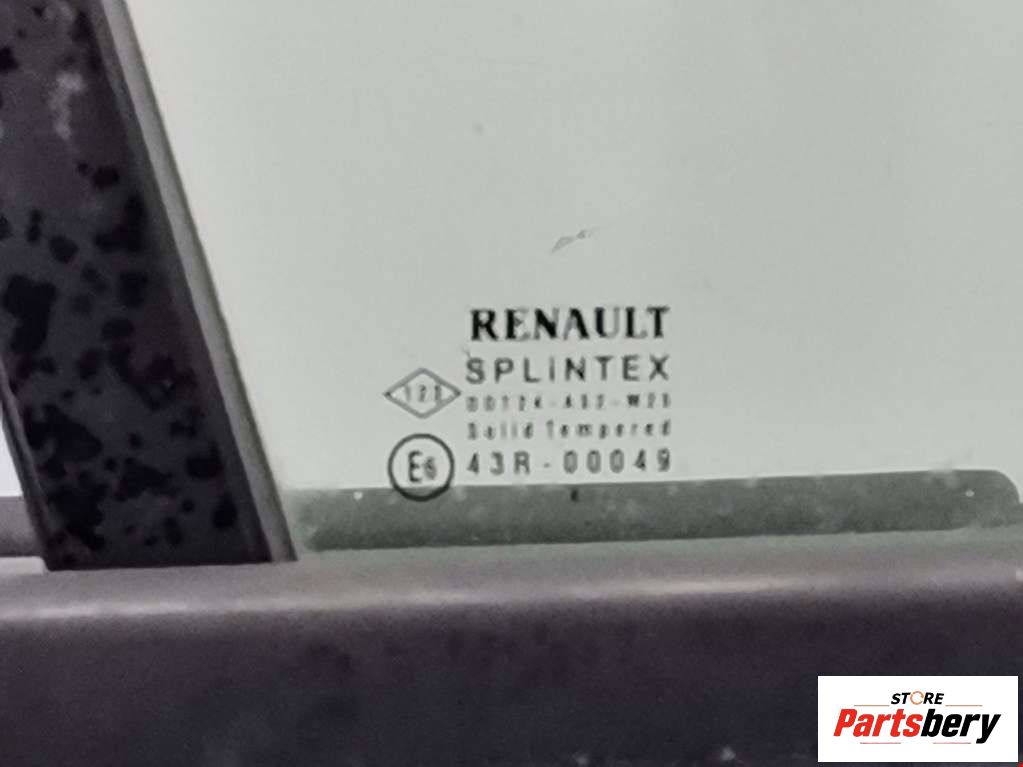 RENAULT
SPLINTEX
Solid Tempered
E6
43R-00049
STORE
Partsbery